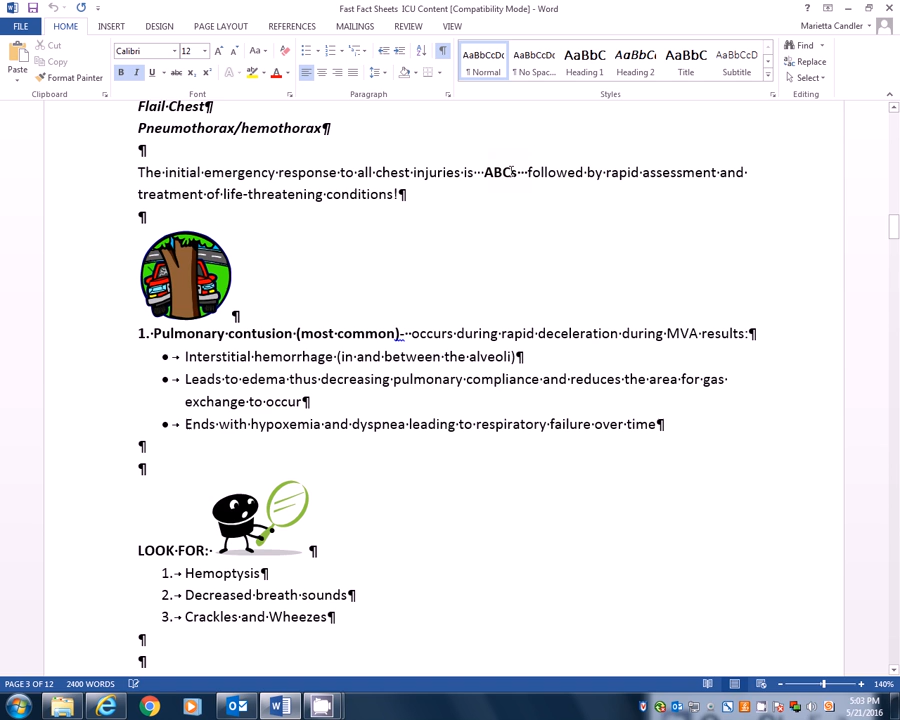 Fast Fact Sheets ICU Content [Compatibility Mode] - Word
FILE HOME INSERT DESIGN PAGE LAYOUT REFERENCES MAILINGS REVIEW VIEW Marietta Candler
Paste
Cut
Copy
Format Painter
Calibri 12
AaBbCcDc AaBbCcDc AaBbC AaBbCc AaBbC AaBbCcD
¶ Normal ¶ No Spac... Heading 1 Heading 2 Title Subtitle
Find
Replace
Select
Clipboard Font Paragraph Styles Editing
Flail·Chest¶
Pneumothorax/hemothorax¶
¶
The·initial·emergency·response·to·all·chest·injuries·is···ABCs···followed·by·rapid·assessment·and·
treatment·of·life-threatening·conditions!¶
¶
¶
1.·Pulmonary·contusion·(most·common)-··occurs·during·rapid·deceleration·during·MVA·results:¶
●→Interstitial·hemorrhage·(in·and·between·the·alveoli)¶
●→Leads·to·edema·thus·decreasing·pulmonary·compliance·and·reduces·the·area·for·gas·
exchange·to·occur¶
●→Ends·with·hypoxemia·and·dyspnea·leading·to·respiratory·failure·over·time¶
¶
¶
LOOK·FOR:· ¶
1.→Hemoptysis¶
2.→Decreased·breath·sounds¶
3.→Crackles·and·Wheezes¶
¶
¶
PAGE 3 OF 12 2400 WORDS 140%
5:03 PM
5/21/2016